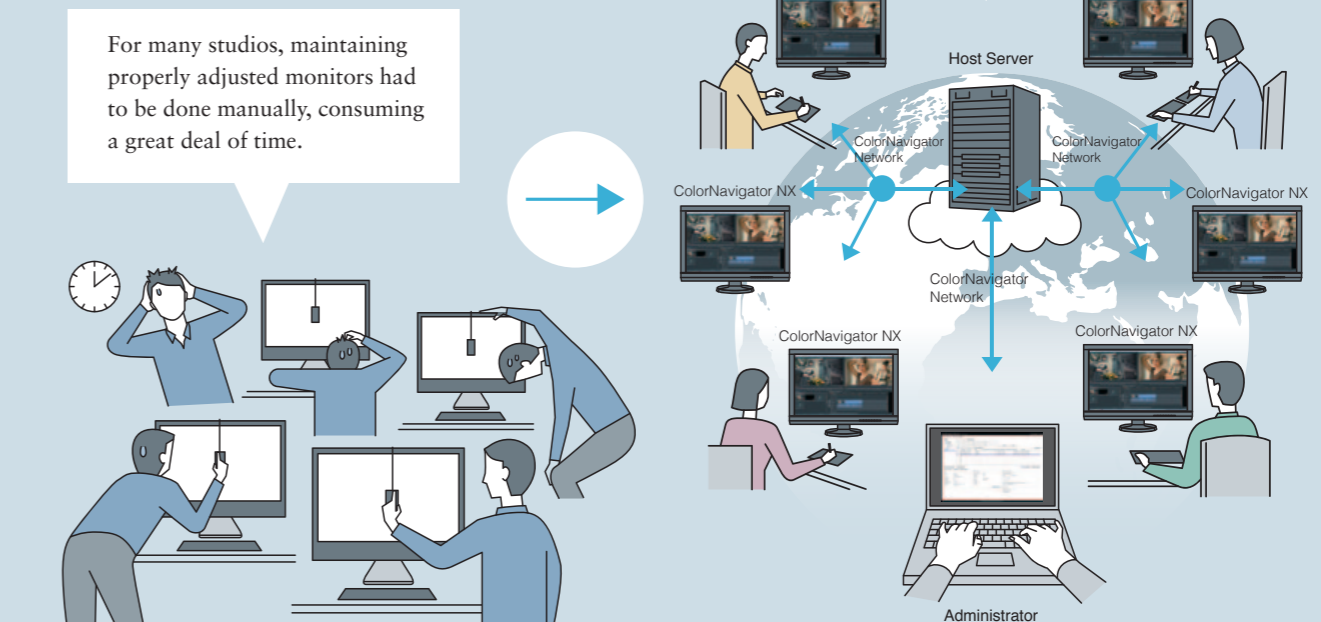 For many studios, maintaining
properly adjusted monitors had
to be done manually, consuming
a great deal of time.
Host Server
ColorNavigator
Network
ColorNavigator
Network
ColorNavigator NX
ColorNavigator NX
ColorNavigator
Network
ColorNavigator NX
ColorNavigator NX
Administrator